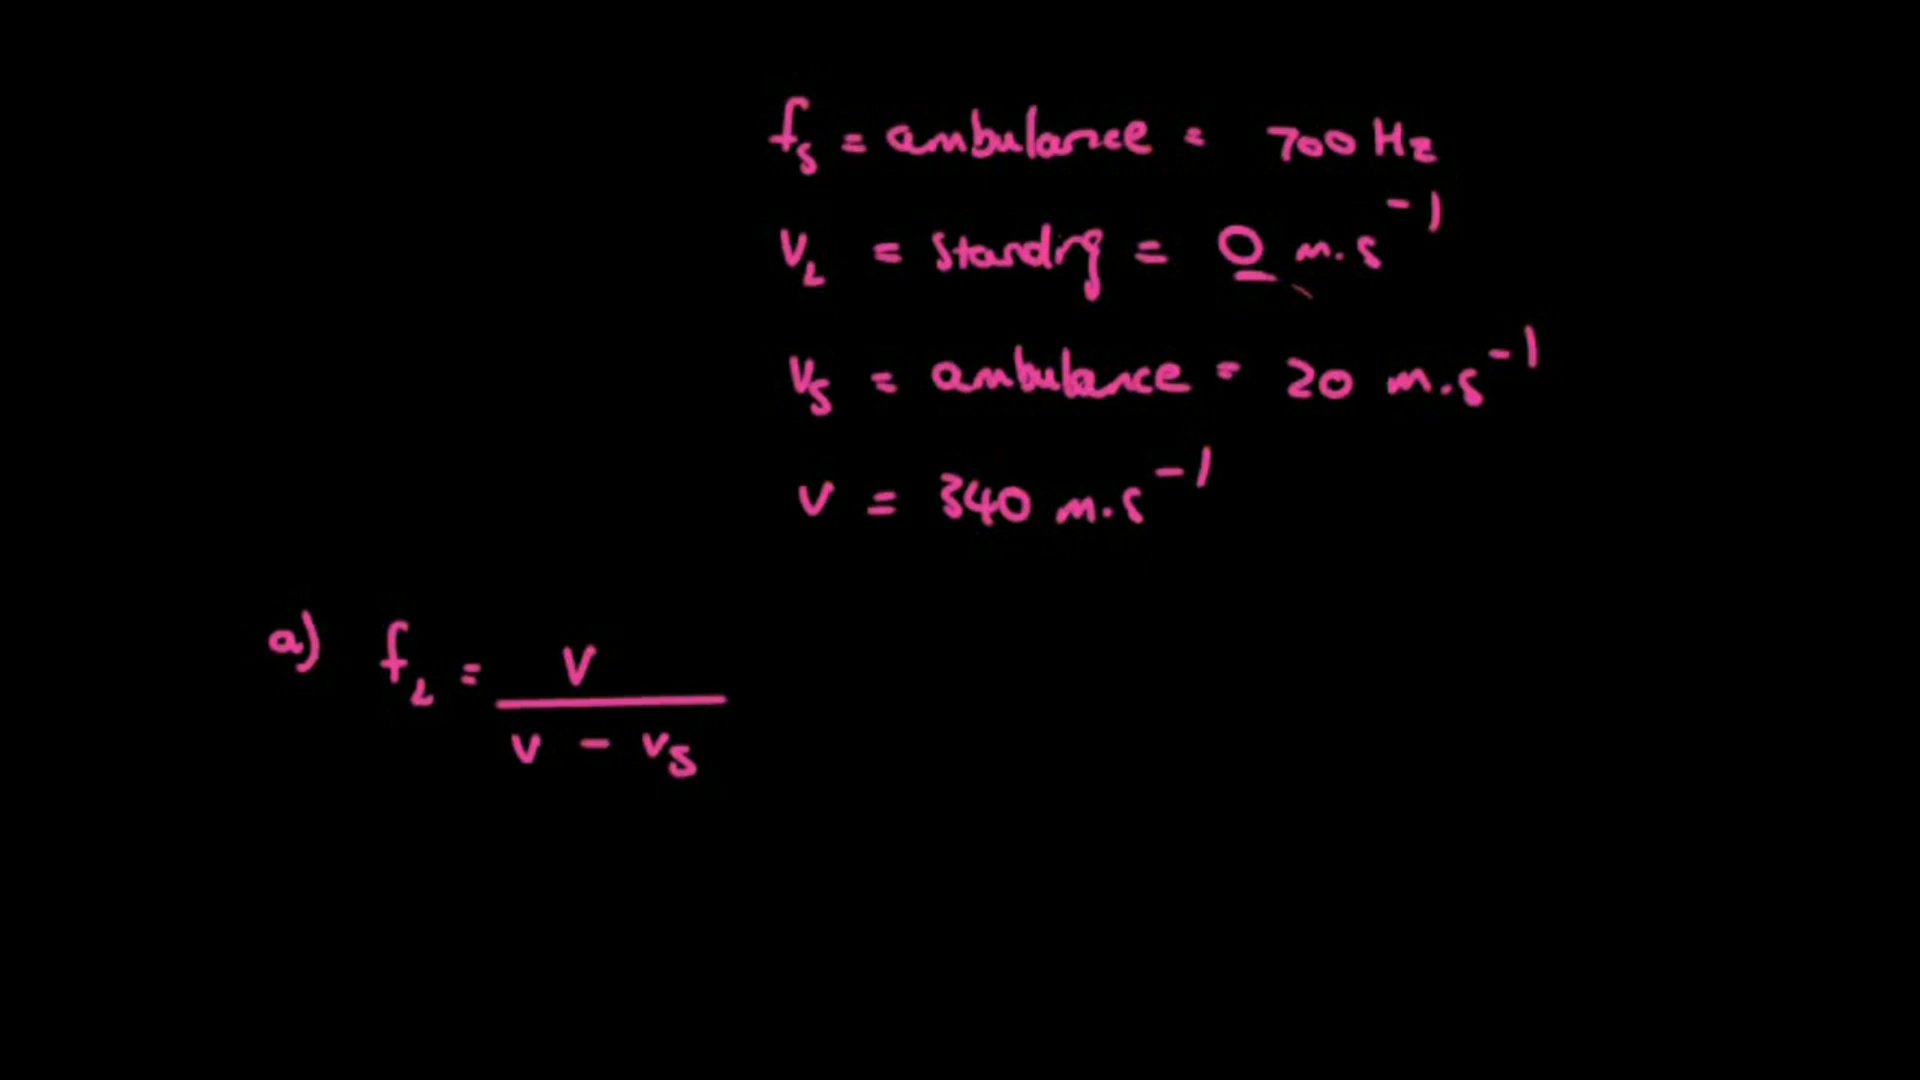 fs = ambulance = 700 Hz
vL = standing = 0 m.s⁻¹
vs = ambulance = 20 m.s⁻¹
v = 340 m.s⁻¹
a) fL = v
v - vs